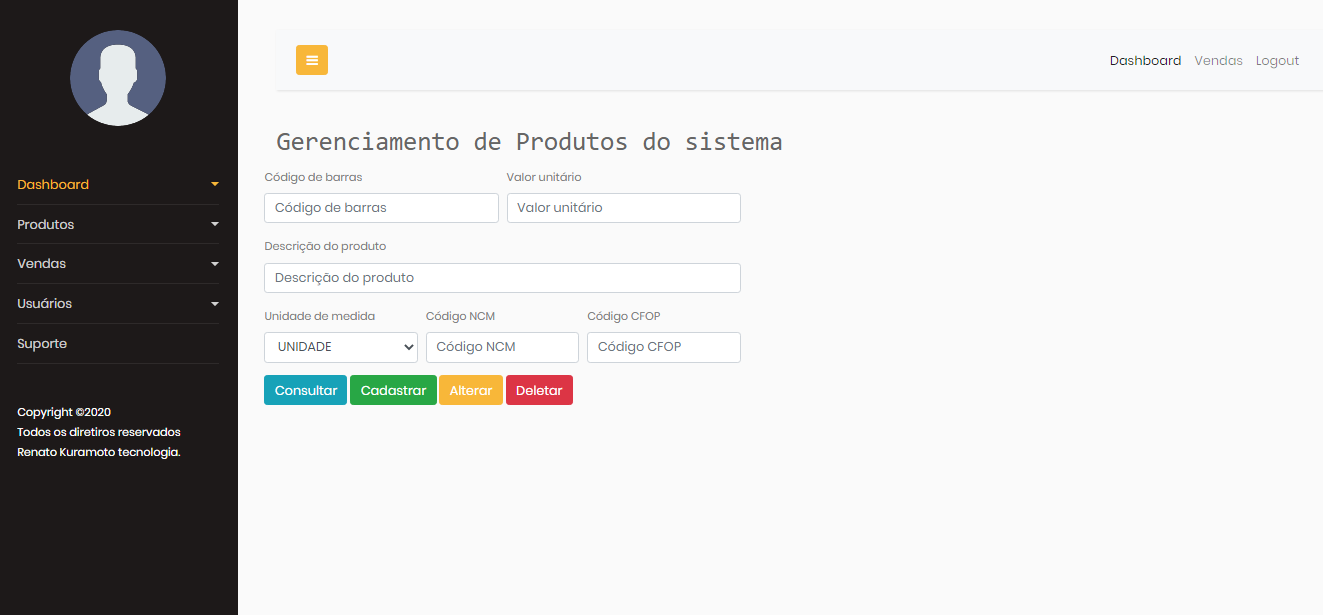 Dashboard
Produtos
Vendas
Usuários
Suporte
Copyright ©2020
Todos os diretiros reservados
Renato Kuramoto tecnologia.
Dashboard Vendas Logout
Gerenciamento de Produtos do sistema
Código de barras Valor unitário
Código de barras Valor unitário
Descrição do produto
Descrição do produto
Unidade de medida Código NCM Código CFOP
UNIDADE Código NCM Código CFOP
Consultar Cadastrar Alterar Deletar